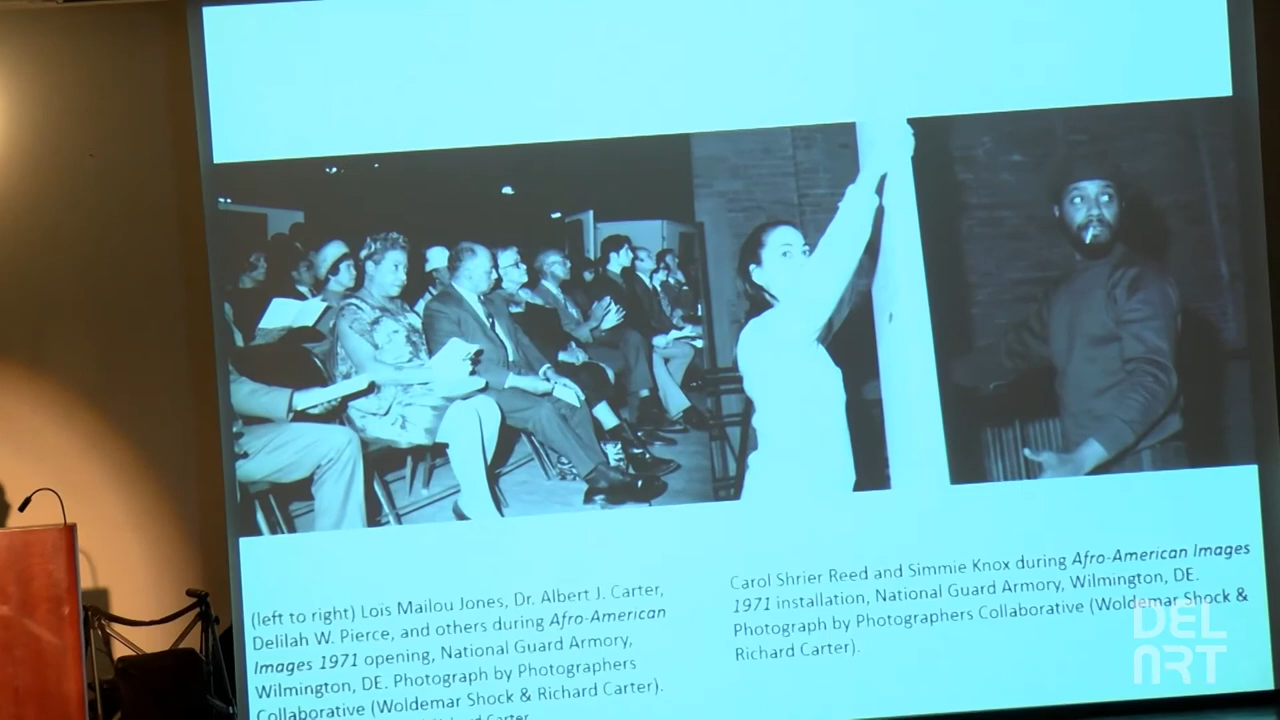 (left to right) Loïs Mailou Jones, Dr. Albert J. Carter,
Delilah W. Pierce, and others during Afro-American
Images 1971 opening, National Guard Armory,
Wilmington, DE. Photograph by Photographers
Collaborative (Woldemar Shock & Richard Carter).
Richard Carter
Carol Shrier Reed and Simmie Knox during Afro-American Images
1971 installation, National Guard Armory, Wilmington, DE.
Photograph by Photographers Collaborative (Woldemar Shock &
Richard Carter).
DEL
ART